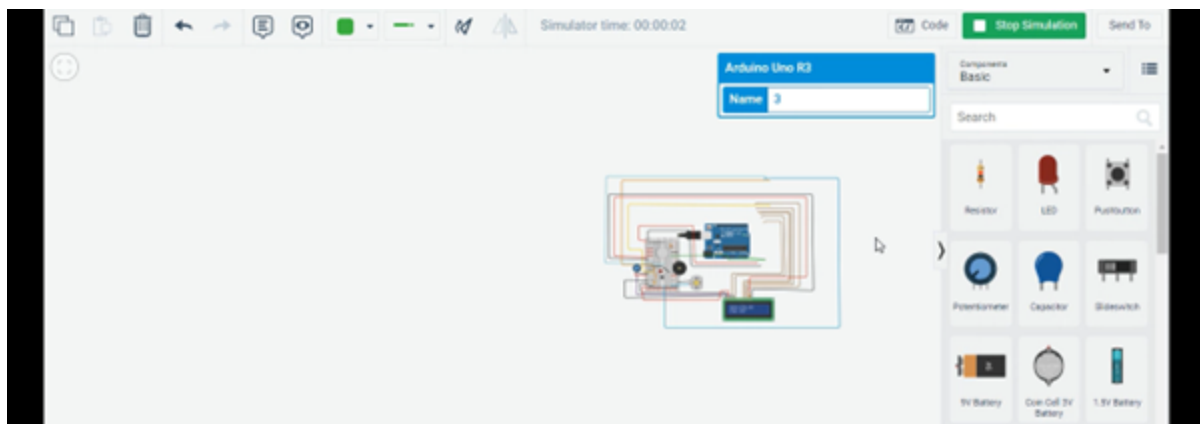 Simulator time: 00:00:02
Code
Stop Simulation
Send To
Arduino Uno R3
Name 3
Components
Basic
Search
Resistor
LED
Pushbutton
Potentiometer
Capacitor
Slideswitch
9V Battery
Coin Cell 3V
Battery
1.5V Battery